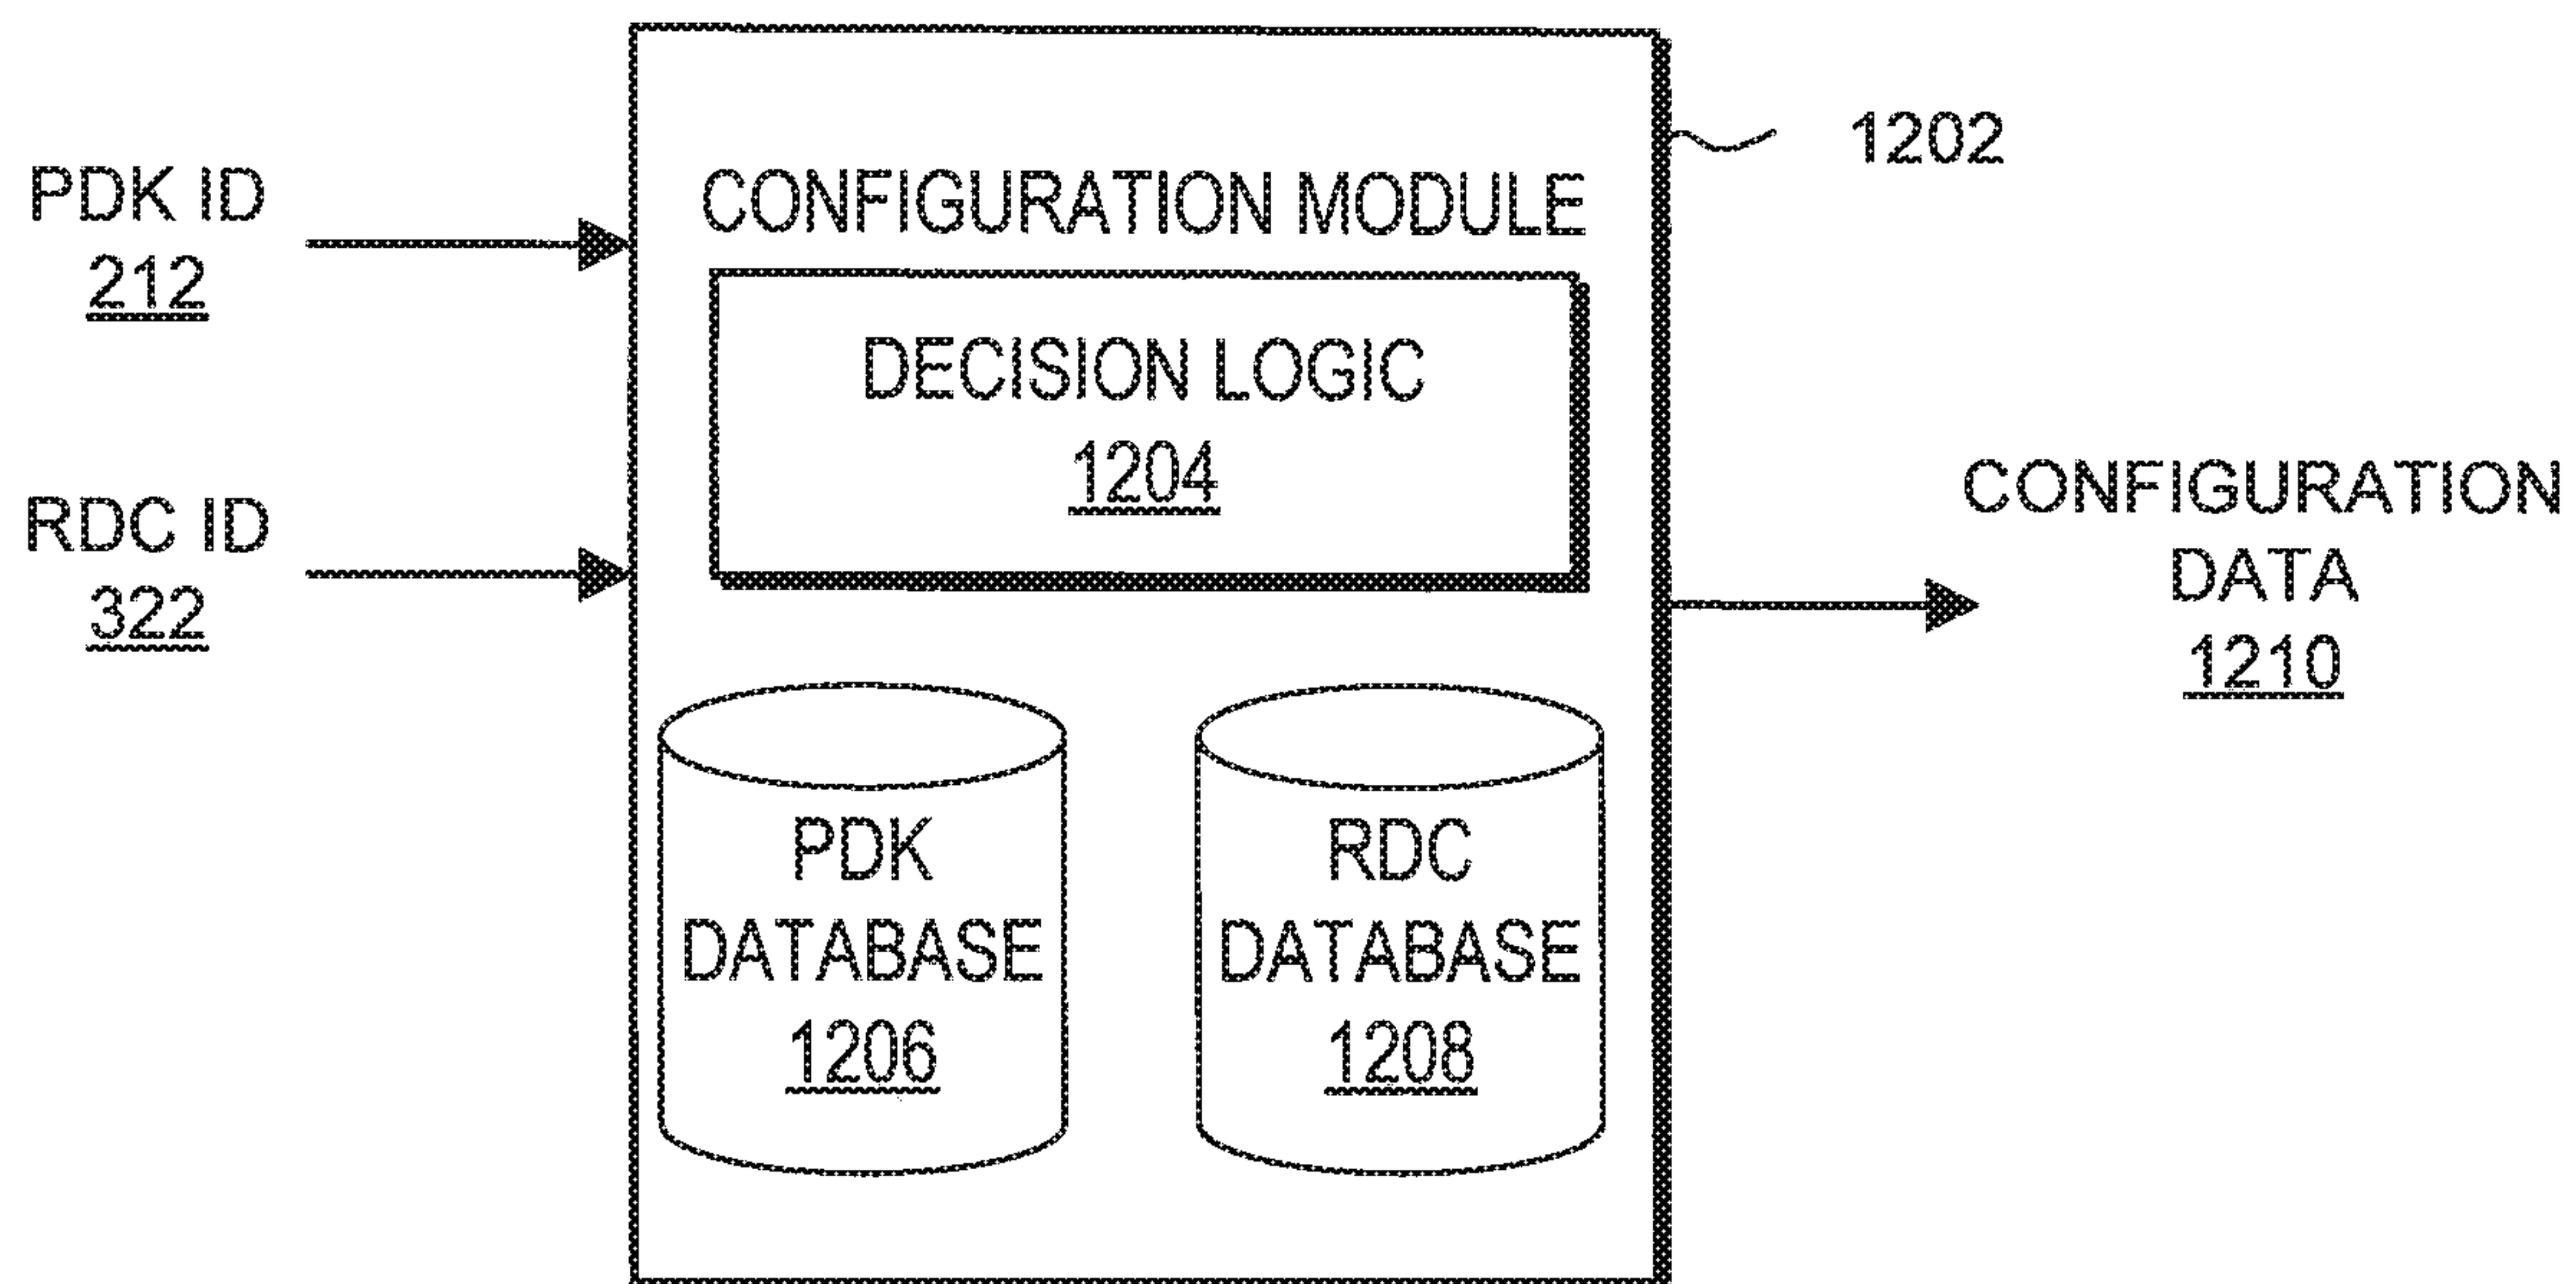 PDK ID
212
RDC ID
322
CONFIGURATION MODULE
1202
DECISION LOGIC
1204
PDK
DATABASE
1206
RDC
DATABASE
1208
CONFIGURATION
DATA
1210